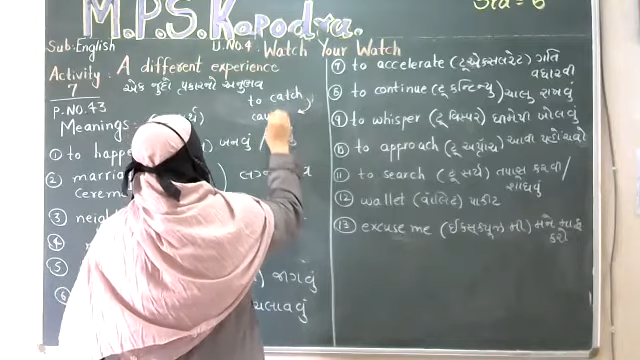 M.P.S. Kapodra.
Std = 6
Sub: English
U.No.4: Watch Your Watch
Activity: A different experience
7
એક જુદો પ્રકારનો અનુભવ
P.NO.43
to catch
Meanings:
① to happ બનવું /
② marria
ceremo
③ neigh
④
⑤ જાગવું
⑥ ચલાવવું
⑦ to accelerate (ટૂ એક્સલરેટ) ગતિ
વધારવી
⑧ to continue (ટૂ કન્ટિન્યુ) ચાલુ રાખવું
⑨ to whisper (ટૂ વિસ્પર) ધીમેથી બોલવું
⑩ to approach (ટૂ અપ્રોચ) આવી પહોંચવો
⑪ to search (ટૂ સર્ચ) તપાસ કરવી/
શોધવું
⑫ wallet (વૉલિટ) પાકીટ
⑬ excuse me (ઈક્સક્યૂઝ મી) મને માફ
કરો